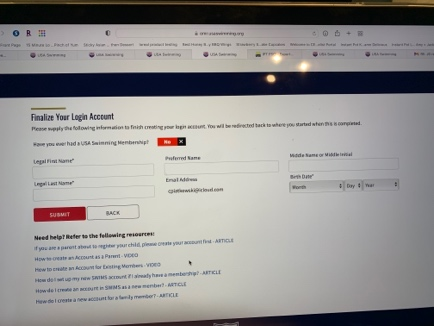 omr.usaswimming.org
USA Swimming
USA Swimming
USA Swimming
USA Swimming
USA Swimming
USA Swimming
Finalize Your Login Account
Please supply the following information to finish creating your login account. You will be redirected back to where you started when this is completed.
Have you ever had a USA Swimming Membership? No X
Legal First Name* Preferred Name Middle Name or Middle Initial
Legal Last Name* Email Address Birth Date*
cpiatkowski@icloud.com Month Day Year
SUBMIT BACK
Need help? Refer to the following resources:
If you are a parent about to register your child, please create your account first - ARTICLE
How to create an Account as a Parent - VIDEO
How to create an Account for Existing Members - VIDEO
How do I set up my new SWIMS account if I already have a membership? - ARTICLE
How do I create an account in SWIMS as a new member? - ARTICLE
How do I create a new account for a family member? - ARTICLE